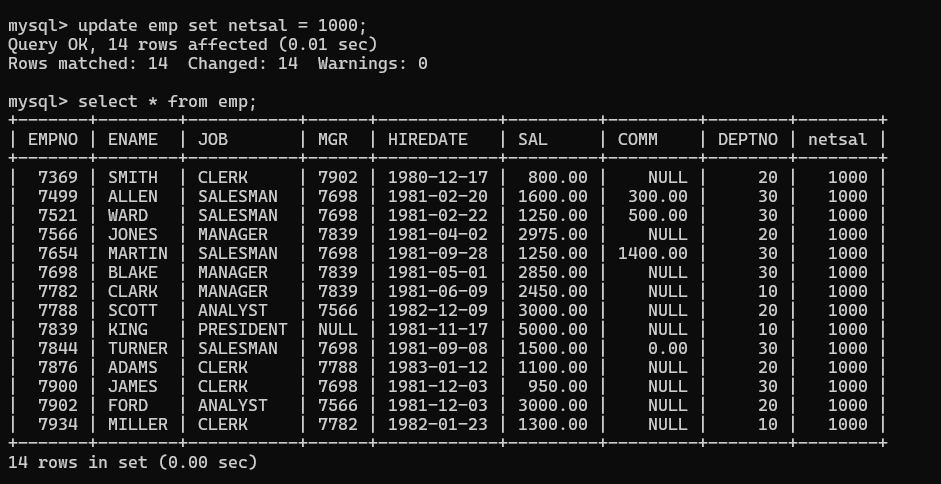 mysql> update emp set netsal = 1000;
Query OK, 14 rows affected (0.01 sec)
Rows matched: 14  Changed: 14  Warnings: 0

mysql> select * from emp;
+-------+--------+-----------+------+------------+---------+---------+--------+--------+
| EMPNO | ENAME  | JOB       | MGR  | HIREDATE   | SAL     | COMM    | DEPTNO | netsal |
+-------+--------+-----------+------+------------+---------+---------+--------+--------+
|  7369 | SMITH  | CLERK     | 7902 | 1980-12-17 |  800.00 |    NULL |     20 |   1000 |
|  7499 | ALLEN  | SALESMAN  | 7698 | 1981-02-20 | 1600.00 |  300.00 |     30 |   1000 |
|  7521 | WARD   | SALESMAN  | 7698 | 1981-02-22 | 1250.00 |  500.00 |     30 |   1000 |
|  7566 | JONES  | MANAGER   | 7839 | 1981-04-02 | 2975.00 |    NULL |     20 |   1000 |
|  7654 | MARTIN | SALESMAN  | 7698 | 1981-09-28 | 1250.00 | 1400.00 |     30 |   1000 |
|  7698 | BLAKE  | MANAGER   | 7839 | 1981-05-01 | 2850.00 |    NULL |     30 |   1000 |
|  7782 | CLARK  | MANAGER   | 7839 | 1981-06-09 | 2450.00 |    NULL |     10 |   1000 |
|  7788 | SCOTT  | ANALYST   | 7566 | 1982-12-09 | 3000.00 |    NULL |     20 |   1000 |
|  7839 | KING   | PRESIDENT | NULL | 1981-11-17 | 5000.00 |    NULL |     10 |   1000 |
|  7844 | TURNER | SALESMAN  | 7698 | 1981-09-08 | 1500.00 |    0.00 |     30 |   1000 |
|  7876 | ADAMS  | CLERK     | 7788 | 1983-01-12 | 1100.00 |    NULL |     20 |   1000 |
|  7900 | JAMES  | CLERK     | 7698 | 1981-12-03 |  950.00 |    NULL |     30 |   1000 |
|  7902 | FORD   | ANALYST   | 7566 | 1981-12-03 | 3000.00 |    NULL |     20 |   1000 |
|  7934 | MILLER | CLERK     | 7782 | 1982-01-23 | 1300.00 |    NULL |     10 |   1000 |
+-------+--------+-----------+------+------------+---------+---------+--------+--------+
14 rows in set (0.00 sec)